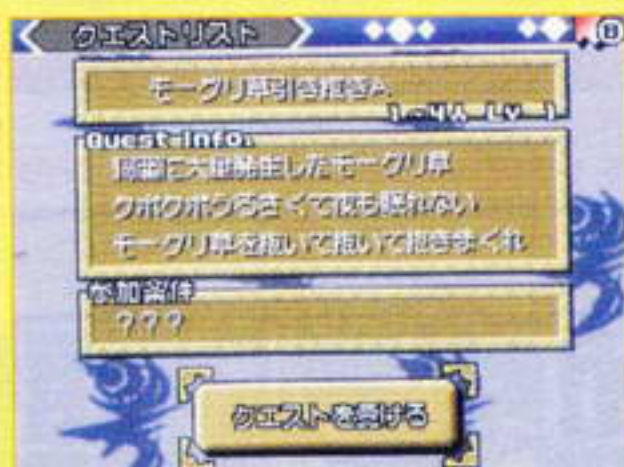 クエストリスト
モーグリ草引き抜きA
1-4人 Lv 1
Quest Info.
に大量発生したモーグリ草
クポクポうるさくて夜も眠れない
モーグリ草を抜いて抜いて抜きまくれ
参加条件
???
クエストを受ける